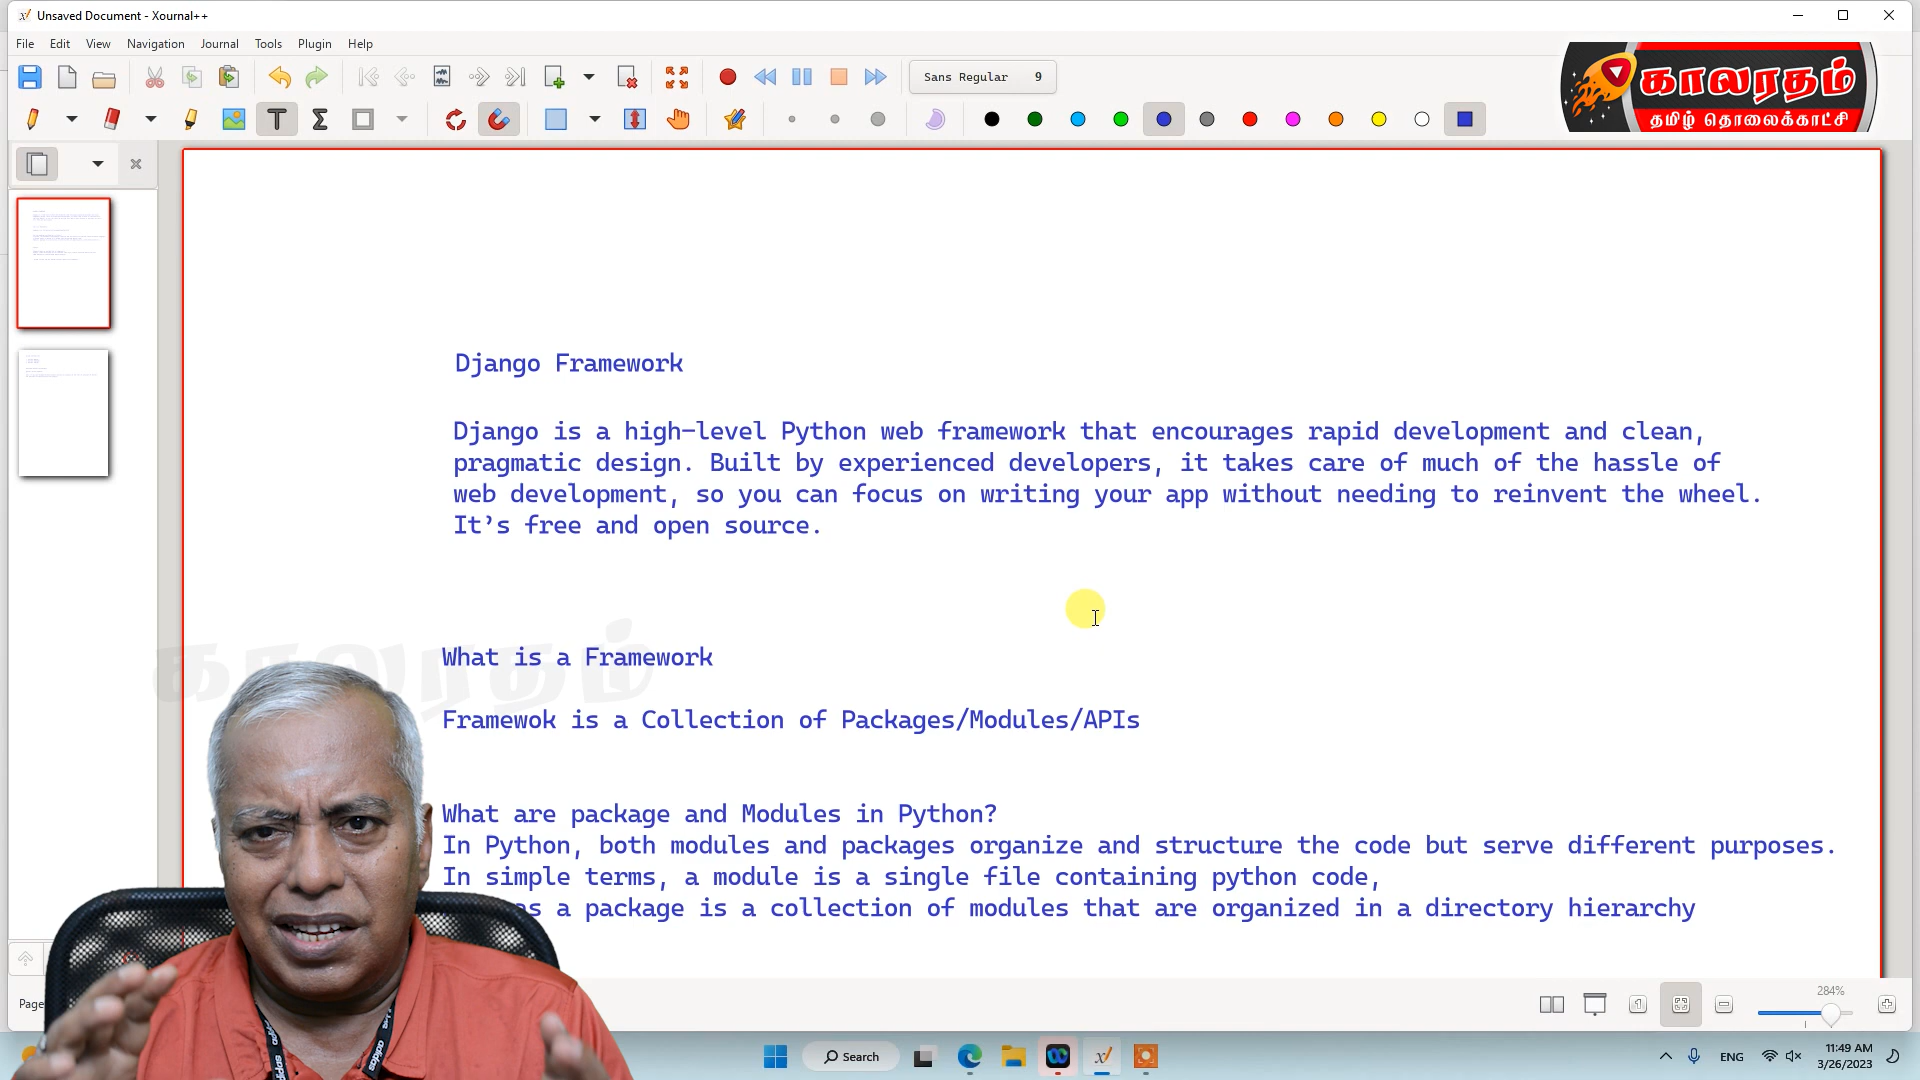 Unsaved Document - Xournal++
File Edit View Navigation Journal Tools Plugin Help
Sans Regular 9
காலரதம்
தமிழ் தொலைக்காட்சி
Django Framework
Django is a high-level Python web framework that encourages rapid development and clean,
pragmatic design. Built by experienced developers, it takes care of much of the hassle of
web development, so you can focus on writing your app without needing to reinvent the wheel.
It's free and open source.
காலரதம்
What is a Framework
Framewok is a Collection of Packages/Modules/APIs
What are package and Modules in Python?
In Python, both modules and packages organize and structure the code but serve different purposes.
In simple terms, a module is a single file containing python code,
as a package is a collection of modules that are organized in a directory hierarchy
Page
284%
adidas
Search
ENG
11:49 AM
3/26/2023